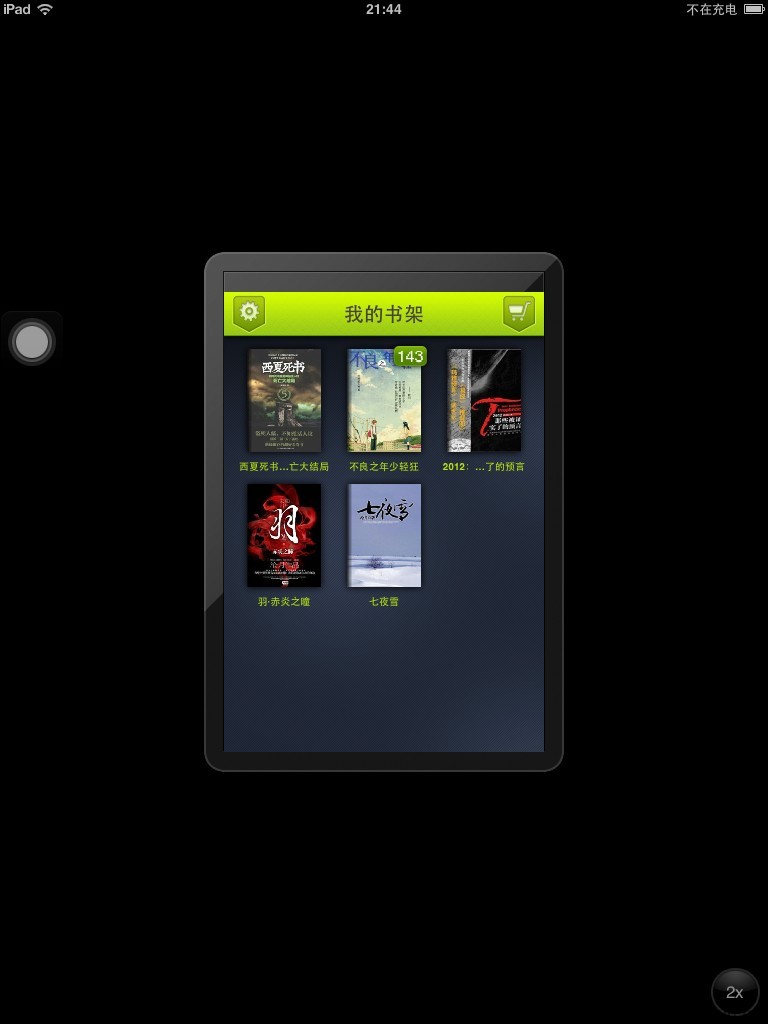 iPad
21:44
不在充电
我的书架
西夏死书
143
西夏死书...亡大结局
不良之年少轻狂
2012：...了的预言
羽
七夜雪
羽·赤炎之瞳
七夜雪
2x